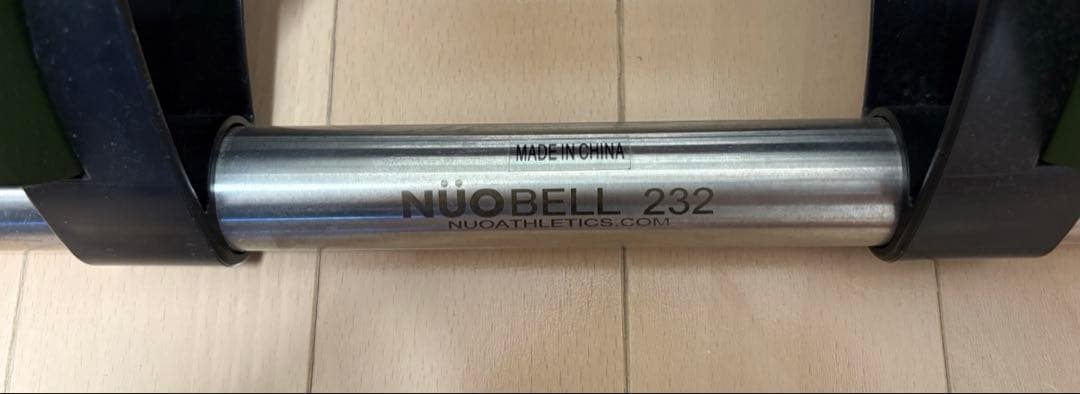 MADE IN CHINA
NÜOBELL 232
NUOATHLETICS.COM